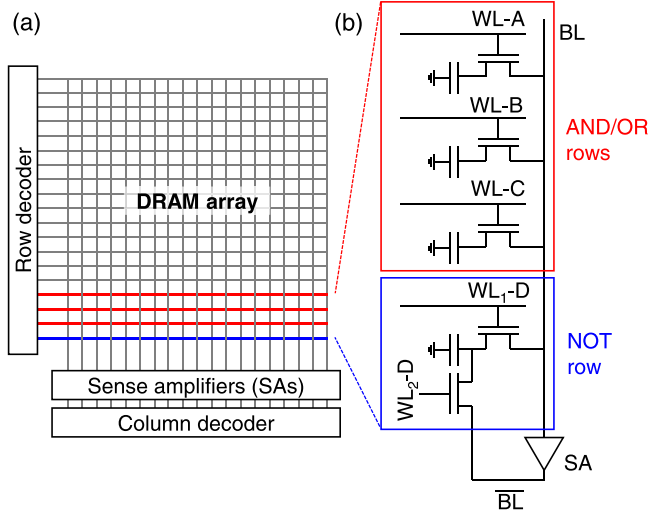 (a)
Row decoder
DRAM array
Sense amplifiers (SAs)
Column decoder
(b)
WL-A
BL
WL-B
AND/OR
rows
WL-C
WL₁-D
NOT
row
WL₂-D
SA
B̅L̅